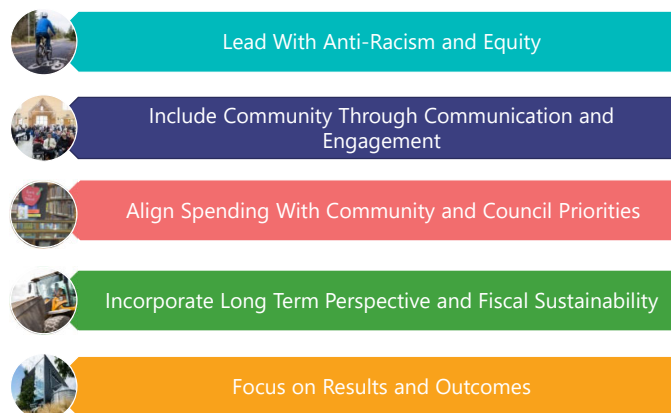 Lead With Anti-Racism and Equity
Include Community Through Communication and
Engagement
Align Spending With Community and Council Priorities
Incorporate Long Term Perspective and Fiscal Sustainability
Focus on Results and Outcomes